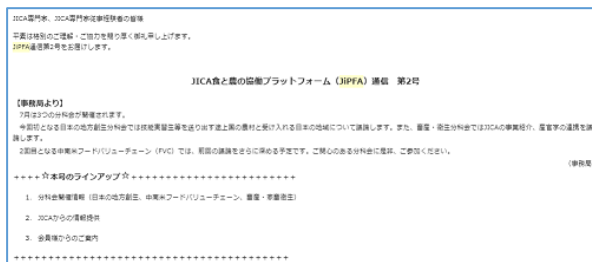 JICA専門家、JICA専門家従事経験者の皆様
平素は格別のご理解・ご協力を賜り厚く御礼申し上げます。
JiPFA通信第2号をお届けします。
JICA食と農の協働プラットフォーム（JiPFA）通信　第2号
【事務局より】
7月は3つの分科会が開催されます。
今回初となる日本の地方創生分科会では技能実習生等を送り出す途上国の農村と受け入れる日本の地域について議論します。また、畜産・衛生分科会ではJICAの事業紹介、産官学の連携を議
論します。
2回目となる中南米フードバリューチェーン（FVC）では、前回の議論をさらに深める予定です。ご関心のある分科会に是非、ご参加ください。
（事務局
++++☆本号のラインアップ☆++++++++++++++++++++++++
1. 分科会開催情報（日本の地方創生、中南米フードバリューチェーン、畜産・家畜衛生）
2. JICAからの情報提供
3. 会員様からのご案内
++++++++++++++++++++++++++++++++++++++++